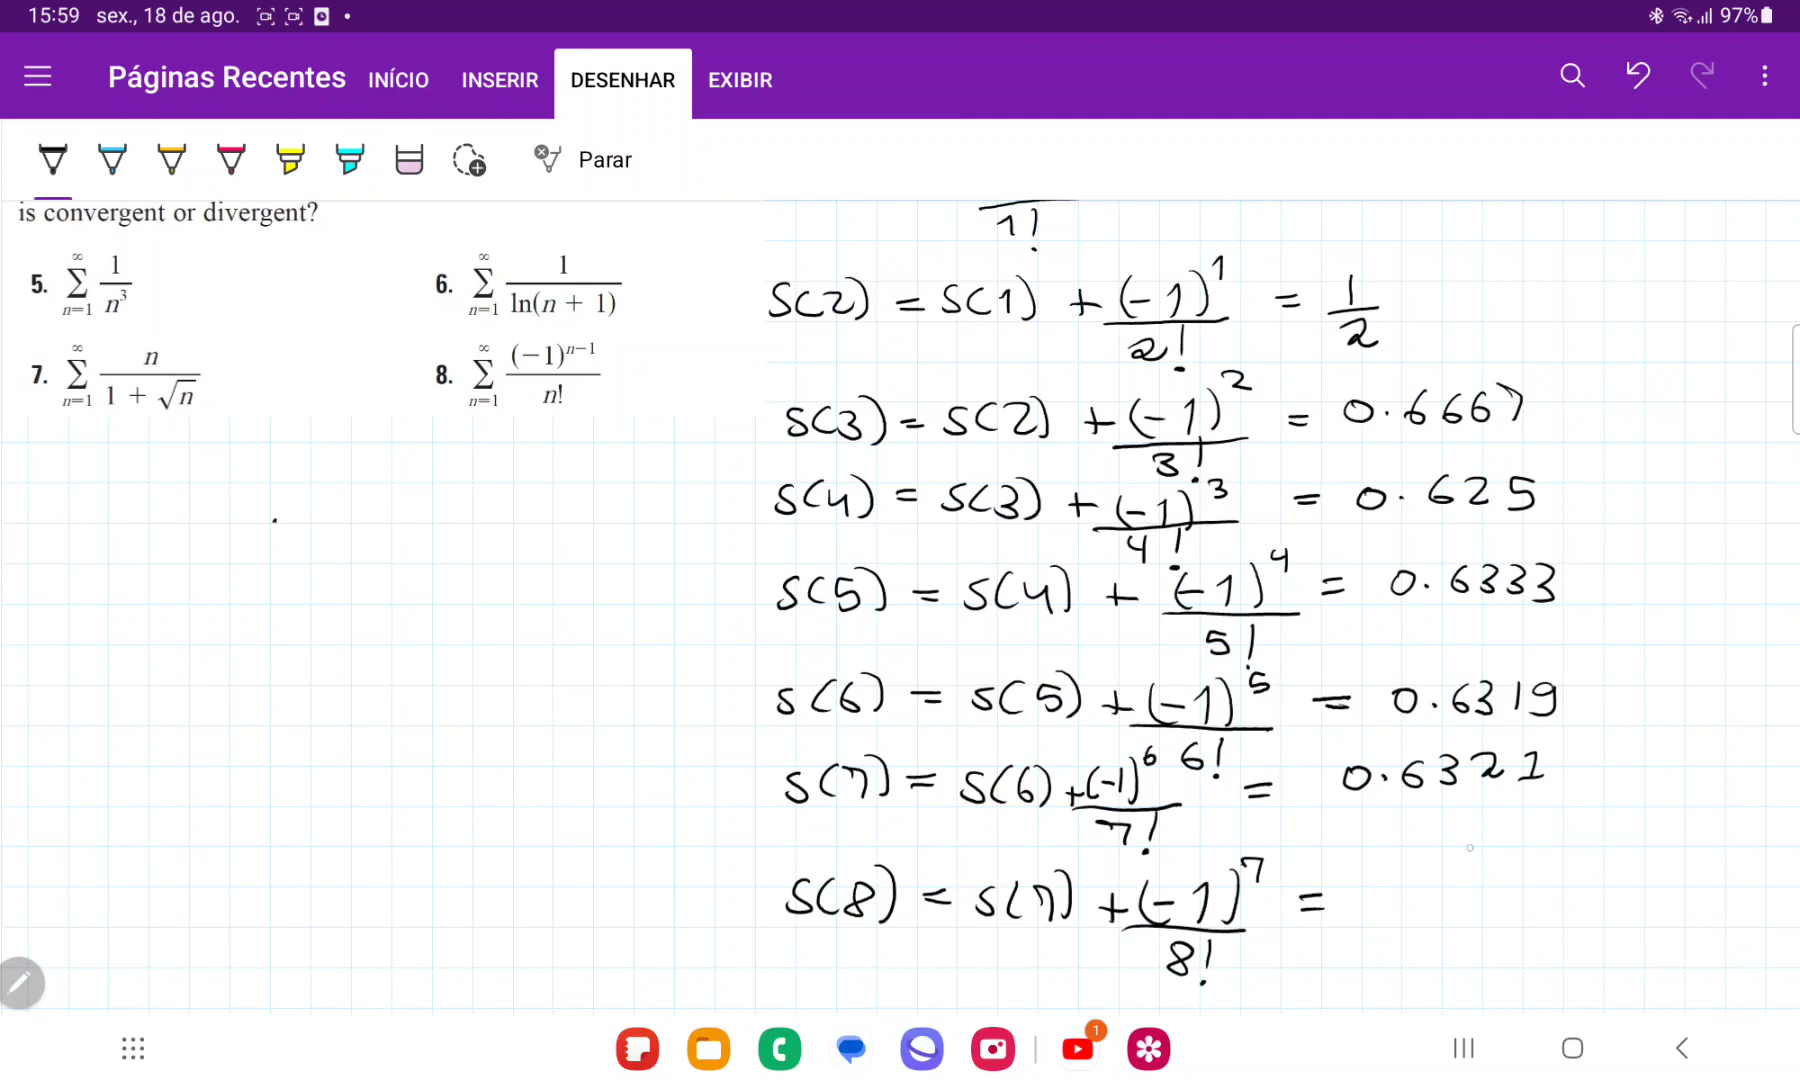 15:59 sex., 18 de ago. 97%
Páginas Recentes INÍCIO INSERIR DESENHAR EXIBIR
Parar
is convergent or divergent?
5. ∞ ∑ n=1 1/n³
6. ∞ ∑ n=1 1/ln(n + 1)
7. ∞ ∑ n=1 n/(1 + √n)
8. ∞ ∑ n=1 (−1)ⁿ⁻¹/n!
1!
S(2) = S(1) + (-1)¹/2! = 1/2
S(3) = S(2) + (-1)²/3! = 0.6667
S(4) = S(3) + (-1)³/4! = 0.625
S(5) = S(4) + (-1)⁴/5! = 0.6333
S(6) = S(5) + (-1)⁵/6! = 0.6319
S(7) = S(6) + (-1)⁶/7! = 0.6321
S(8) = S(7) + (-1)⁷/8! =
1